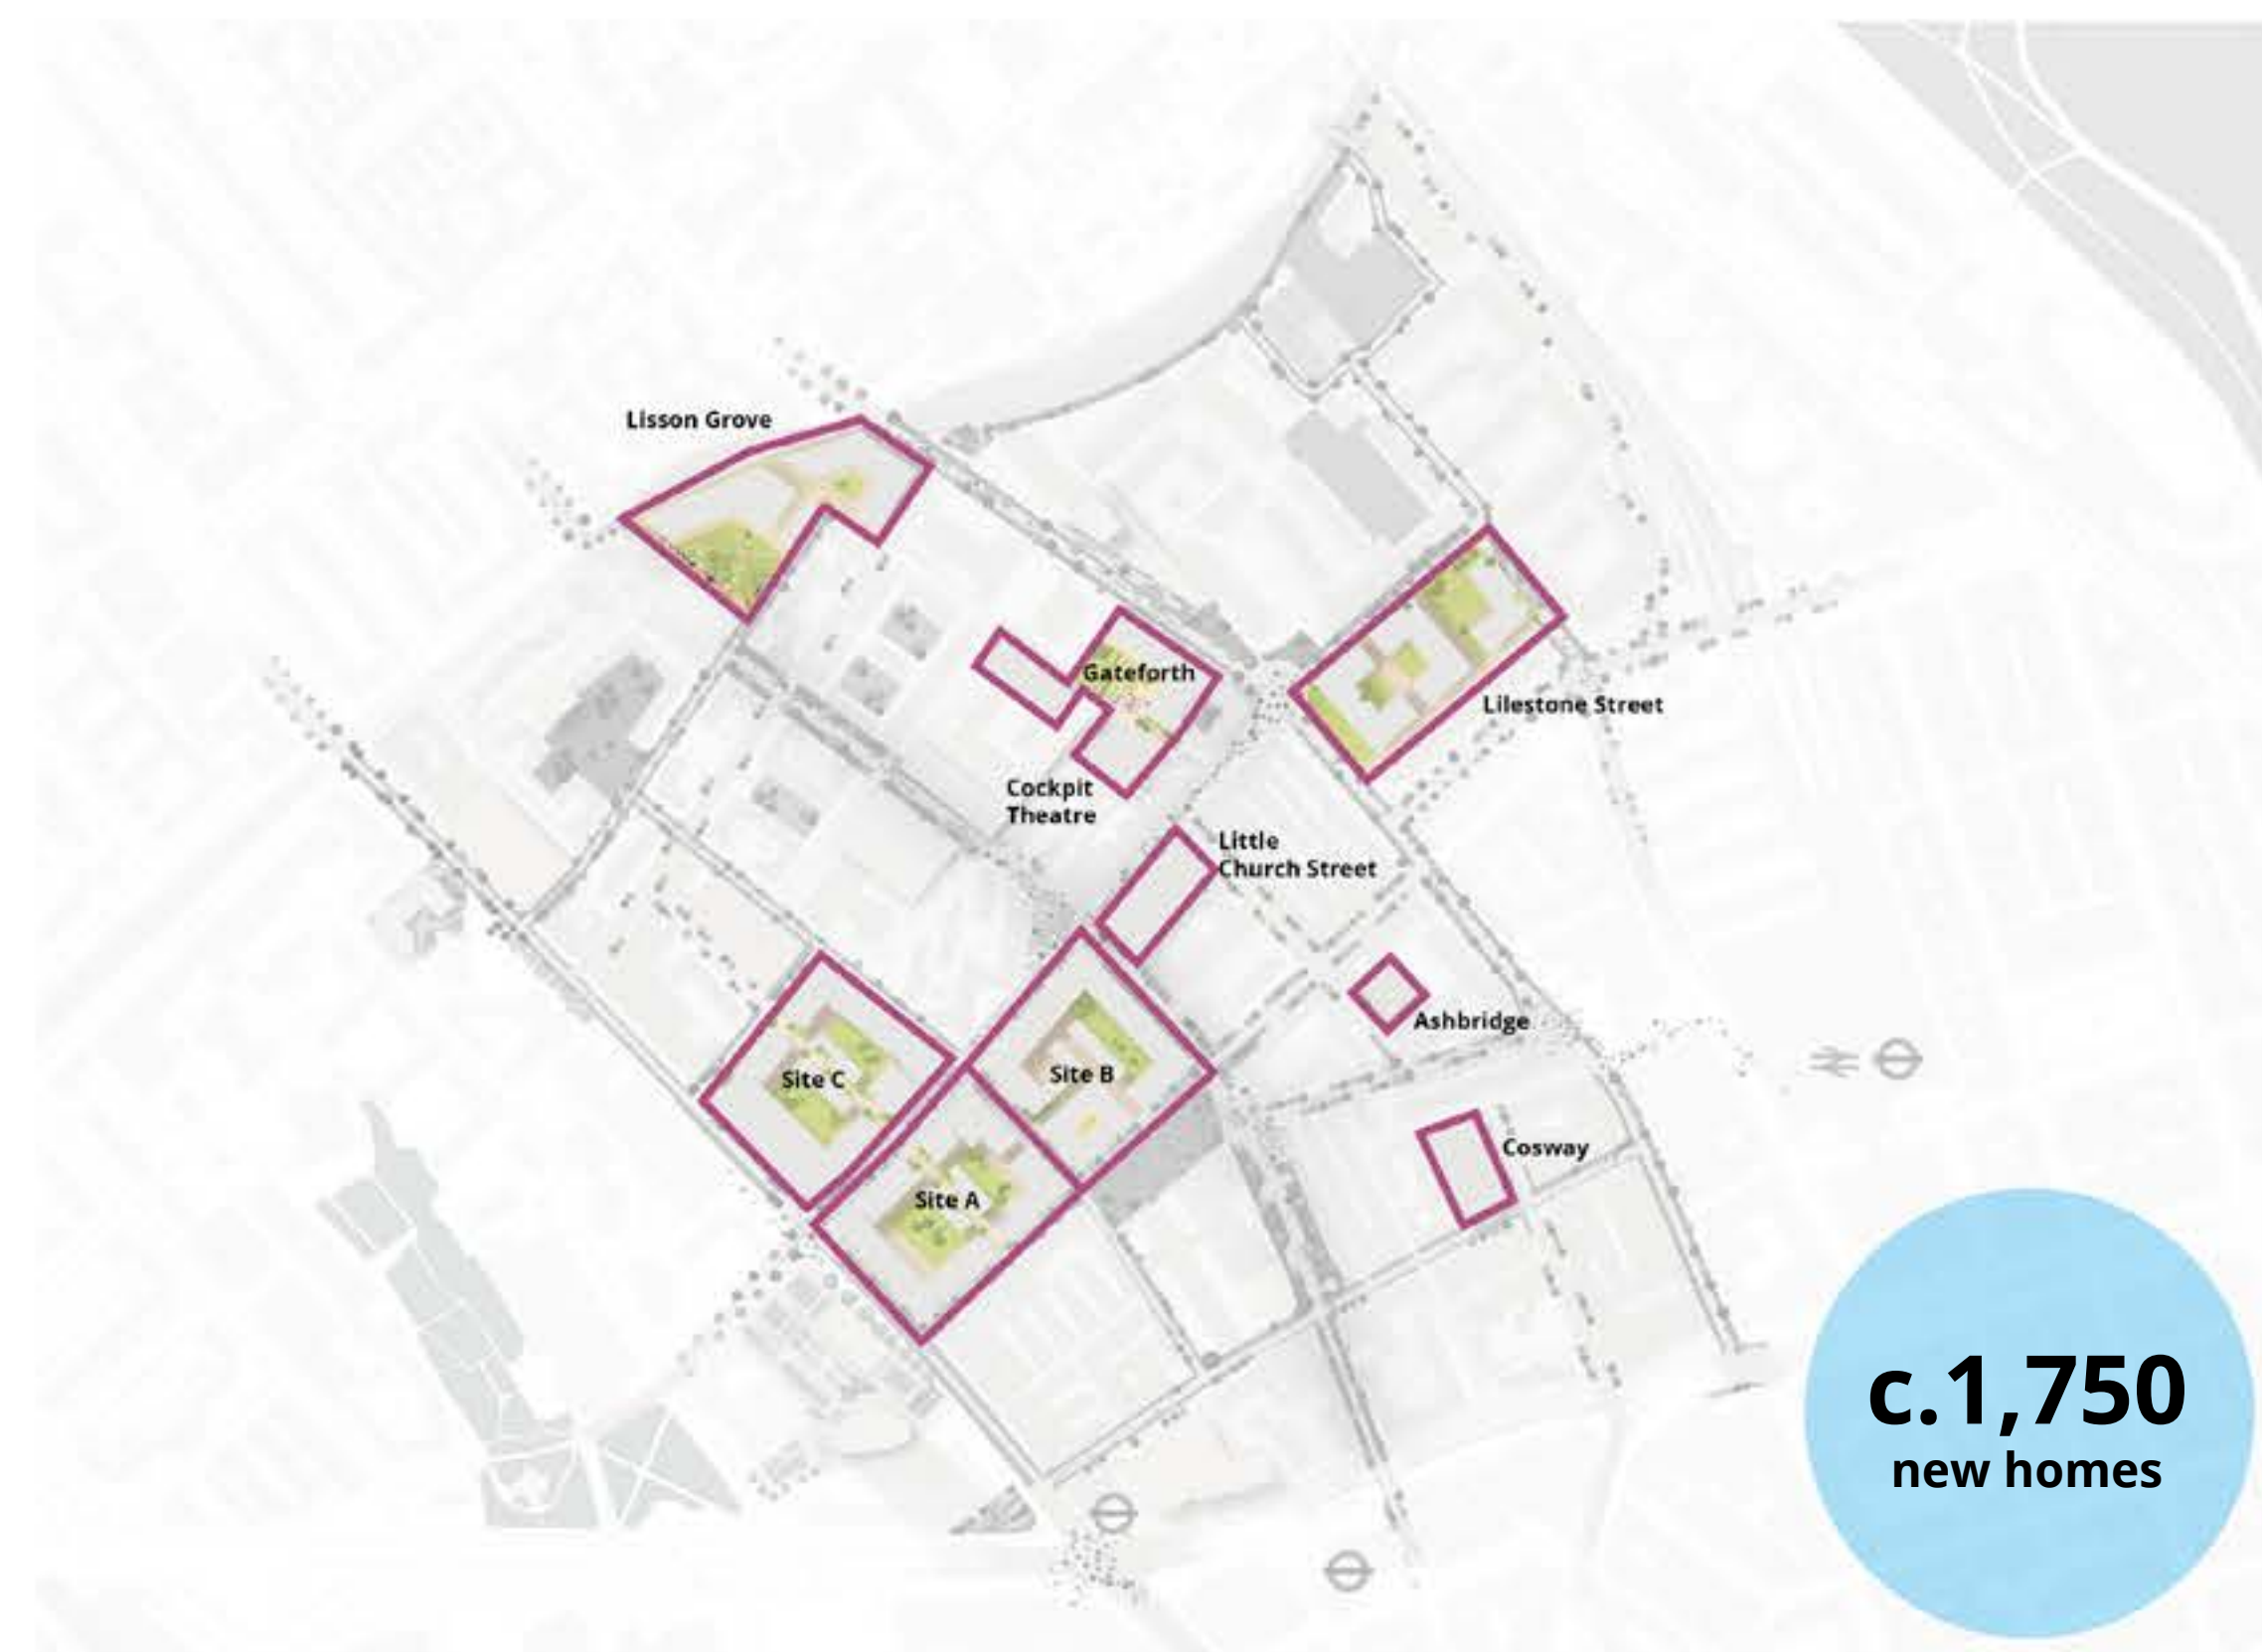 Lisson Grove
Gateforth
Lilestone Street
Cockpit
Theatre
Little
Church Street
Ashbridge
Site C
Site B
Cosway
Site A
c.1,750
new homes